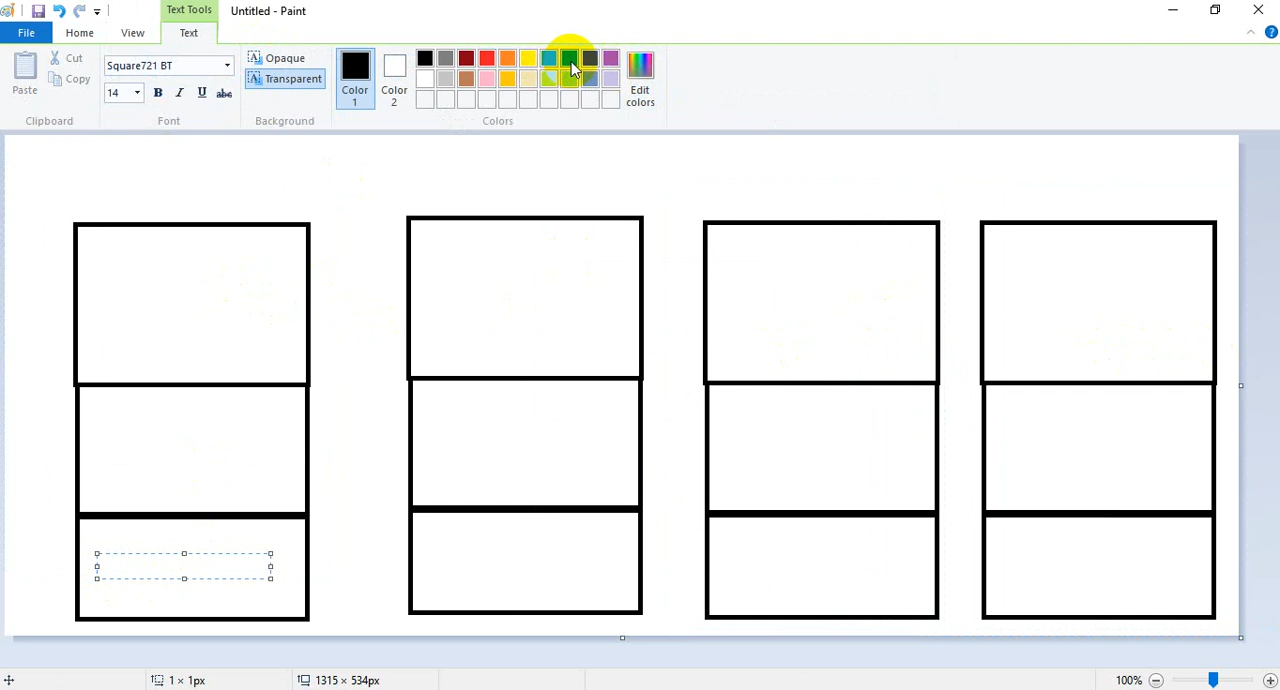 Text Tools
Untitled - Paint
File
Home
View
Text
Paste
Cut
Copy
Clipboard
Square721 BT
14
B I U abc
Font
Opaque
Transparent
Background
Color 1
Color 2
Edit colors
Colors
1 × 1px
1315 × 534px
100%